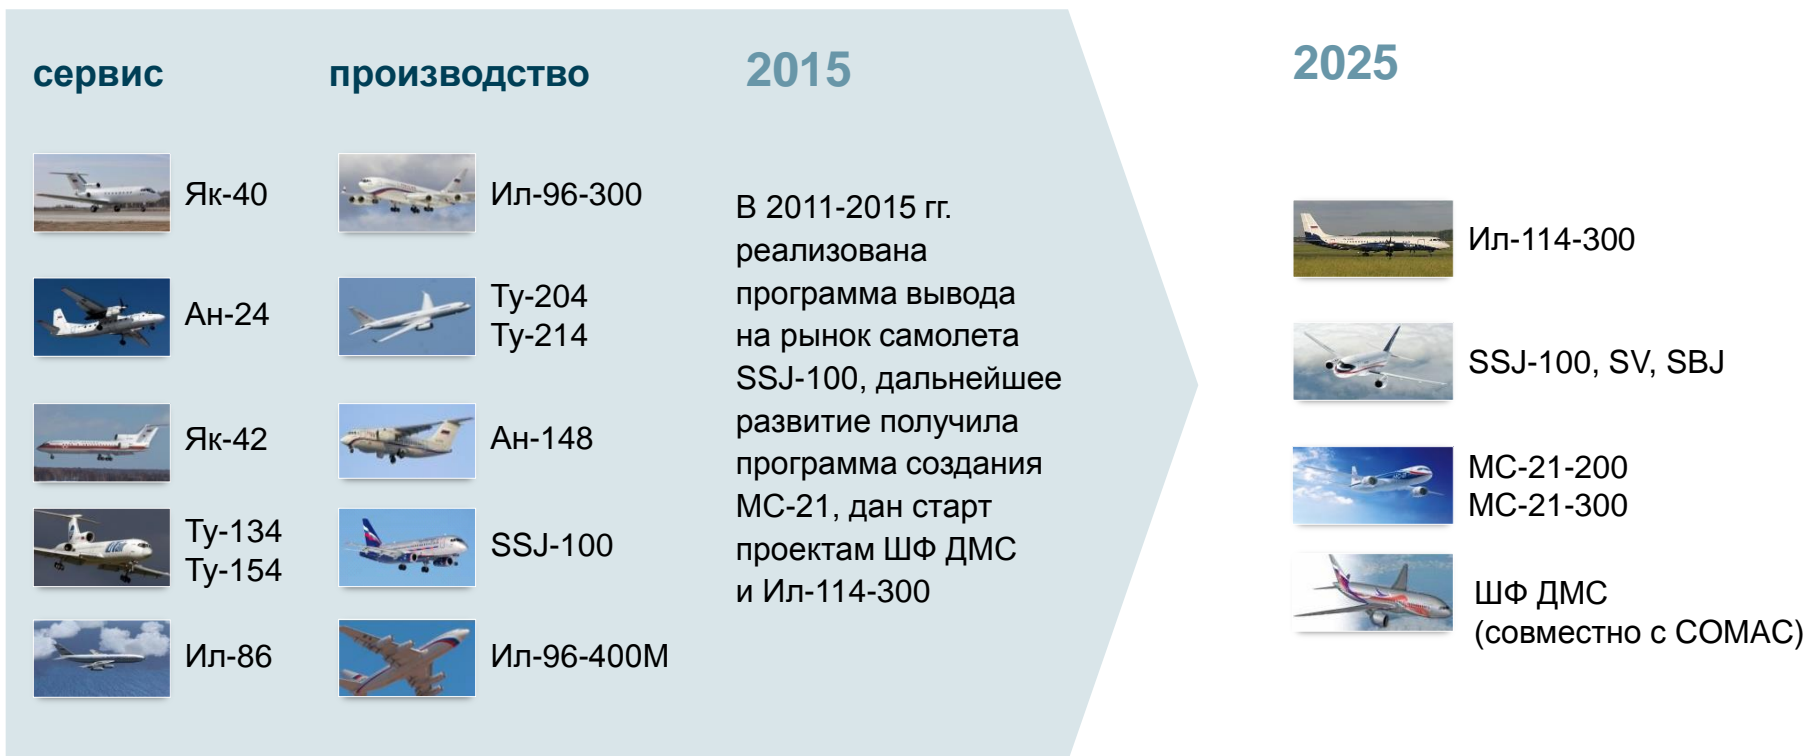 сервис
производство
2015
2025
Як-40
Ан-24
Як-42
Ту-134
Ту-154
Ил-86
Ил-96-300
Ту-204
Ту-214
Ан-148
SSJ-100
Ил-96-400М
В 2011-2015 гг.
реализована
программа вывода
на рынок самолета
SSJ-100, дальнейшее
развитие получила
программа создания
МС-21, дан старт
проектам ШФ ДМС
и Ил-114-300
Ил-114-300
SSJ-100, SV, SBJ
МС-21-200
МС-21-300
ШФ ДМС
(совместно с COMAC)